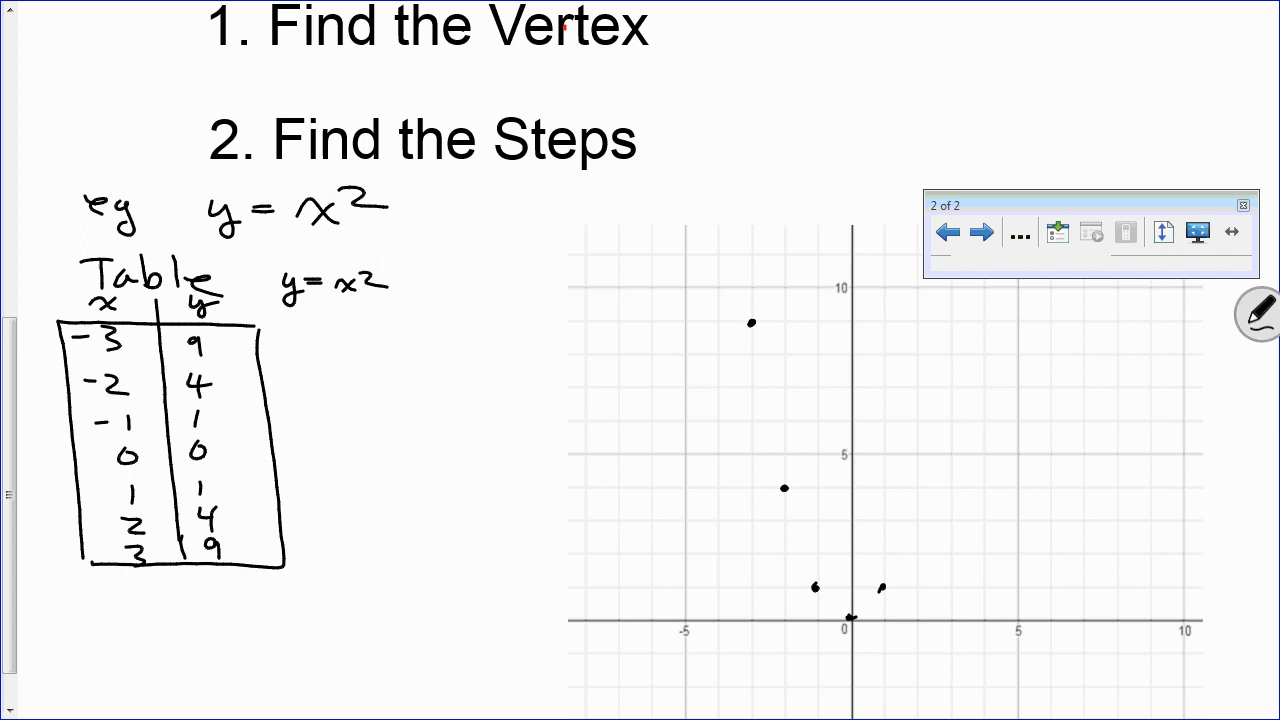 1. Find the Vertex
2. Find the Steps
eg y = x²
2 of 2
Table y = x²
x y
-3 9
-2 4
-1 1
0 0
1 1
2 4
3 9
10
5
-5 0 5 10